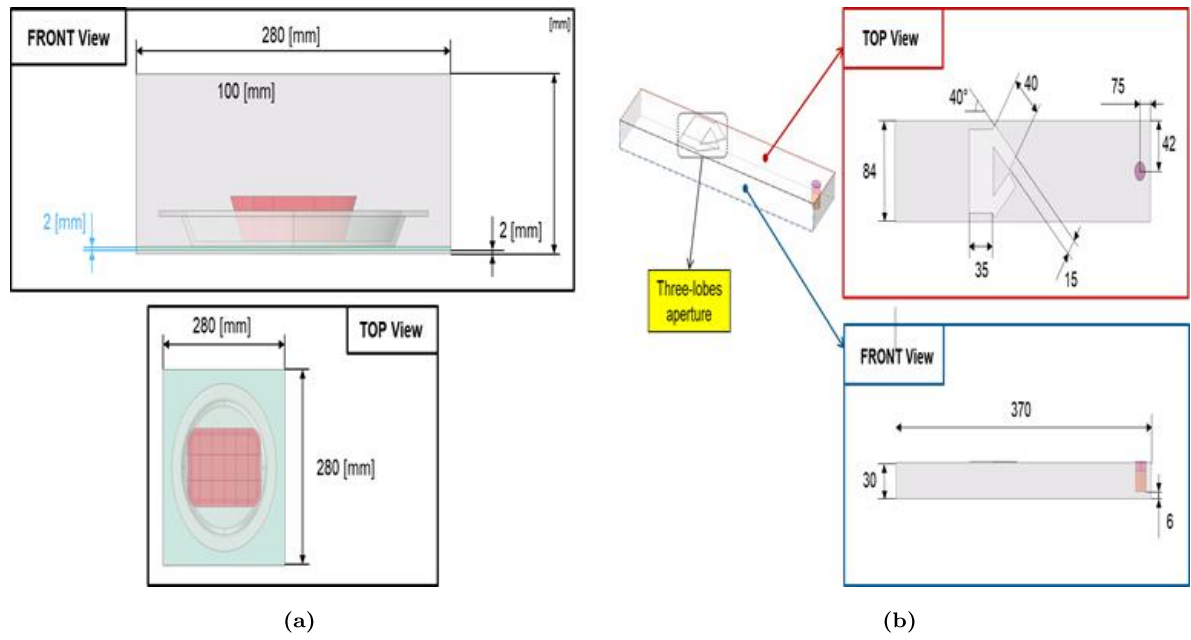 FRONT View
[mm]
280 [mm]
100 [mm]
2 [mm]
2 [mm]
TOP View
280 [mm]
280 [mm]
(a)
Three-lobes
aperture
TOP View
40
75
40°
42
84
35
15
FRONT View
370
30
6
(b)